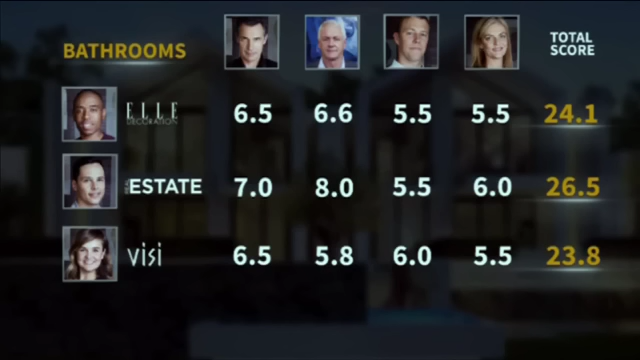 BATHROOMS TOTAL SCORE
ELLE DECORATION 6.5 6.6 5.5 5.5 24.1
ESTATE 7.0 8.0 5.5 6.0 26.5
visi 6.5 5.8 6.0 5.5 23.8